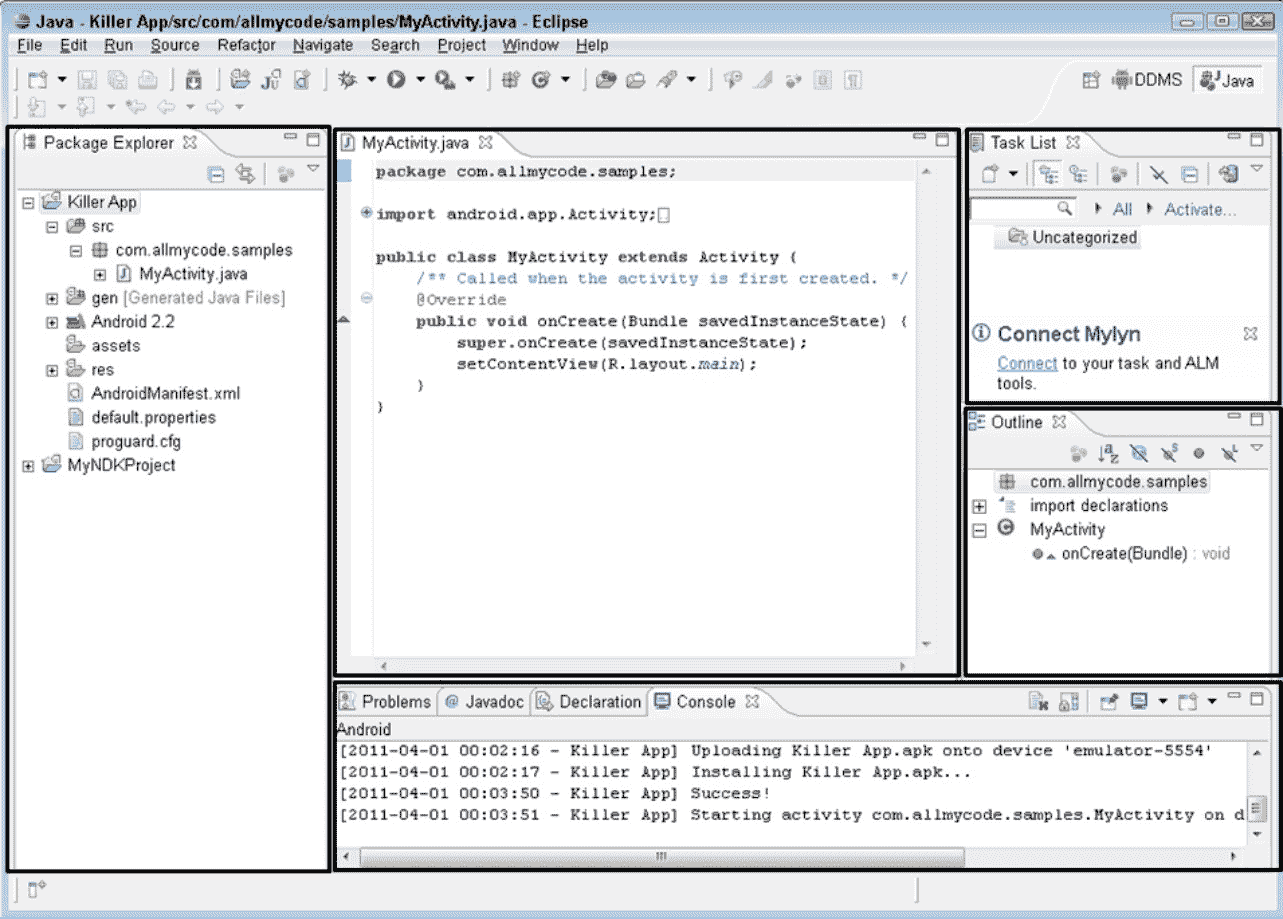 Java - Killer App/src/com/allmycode/samples/MyActivity.java - Eclipse
File Edit Run Source Refactor Navigate Search Project Window Help
DDMS Java
Package Explorer
Killer App
src
com.allmycode.samples
MyActivity.java
gen [Generated Java Files]
Android 2.2
assets
res
AndroidManifest.xml
default.properties
proguard.cfg
MyNDKProject
MyActivity.java
package com.allmycode.samples;
import android.app.Activity;
public class MyActivity extends Activity {
/** Called when the activity is first created. */
@Override
public void onCreate(Bundle savedInstanceState) {
super.onCreate(savedInstanceState);
setContentView(R.layout.main);
}
}
Task List
All Activate...
Uncategorized
Connect Mylyn
Connect to your task and ALM
tools.
Outline
com.allmycode.samples
import declarations
MyActivity
onCreate(Bundle) : void
Problems Javadoc Declaration Console
Android
[2011-04-01 00:02:16 - Killer App] Uploading Killer App.apk onto device 'emulator-5554'
[2011-04-01 00:02:17 - Killer App] Installing Killer App.apk...
[2011-04-01 00:03:50 - Killer App] Success!
[2011-04-01 00:03:51 - Killer App] Starting activity com.allmycode.samples.MyActivity on d